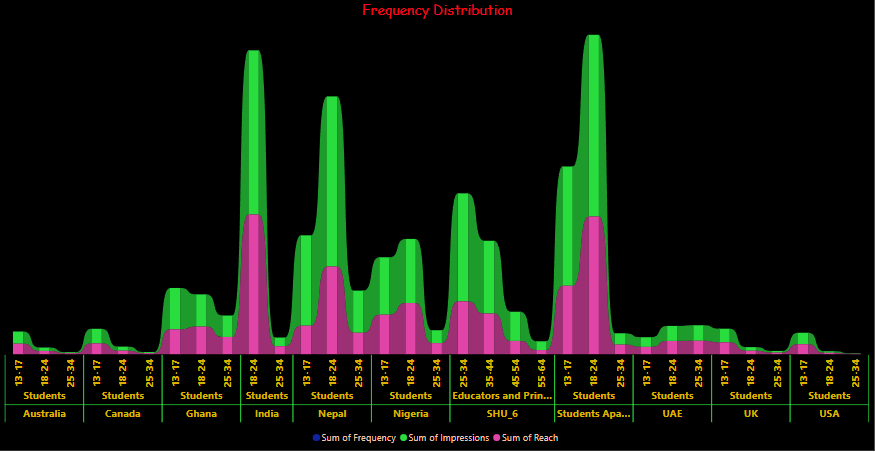 Frequency Distribution
13-17 18-24 25-34 13-17 18-24 25-34 13-17 18-24 25-34 18-24 25-34 13-17 18-24 25-34 13-17 18-24 25-34 25-34 35-44 45-54 55-64 13-17 18-24 25-34 13-17 18-24 25-34 13-17 18-24 25-34 13-17 18-24 25-34
Students Students Students Students Students Students Educators and Prin... Students Students Students Students
Australia Canada Ghana India Nepal Nigeria SHU_6 Students Apa... UAE UK USA
Sum of Frequency Sum of Impressions Sum of Reach